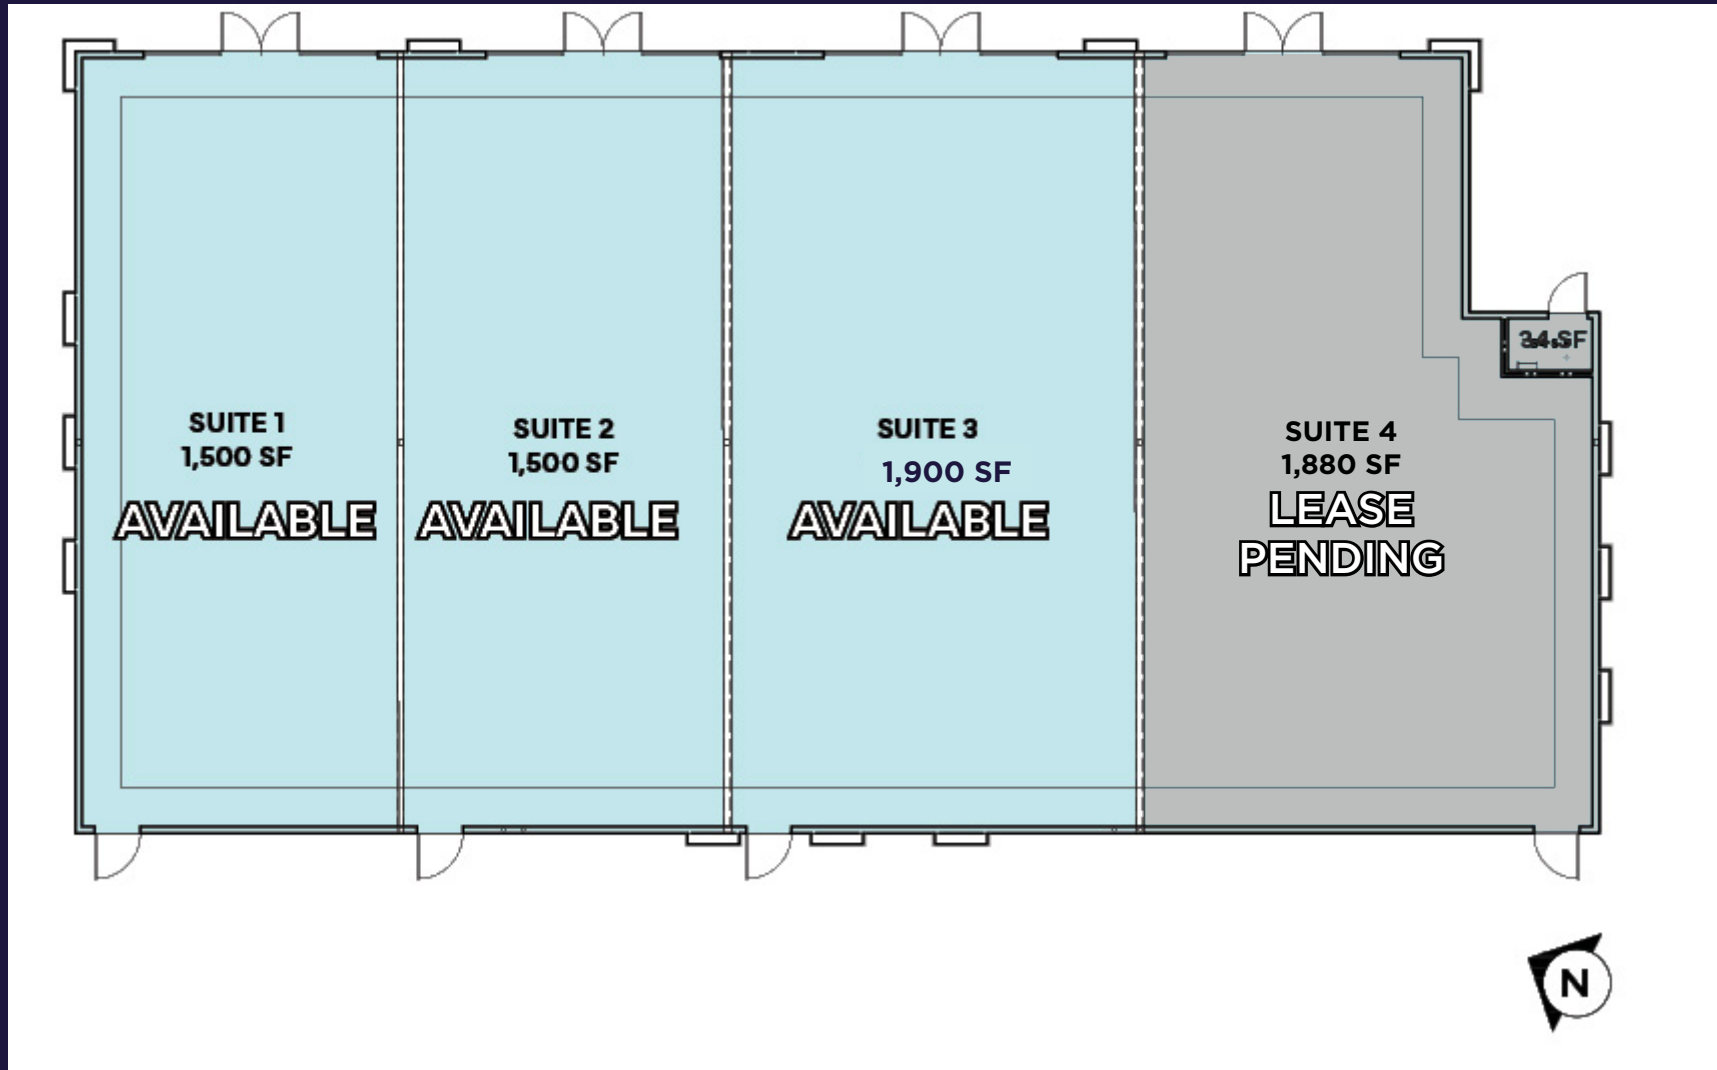 SUITE 1
1,500 SF
AVAILABLE
SUITE 2
1,500 SF
AVAILABLE
SUITE 3
1,900 SF
AVAILABLE
SUITE 4
1,880 SF
LEASE
PENDING
SF
N